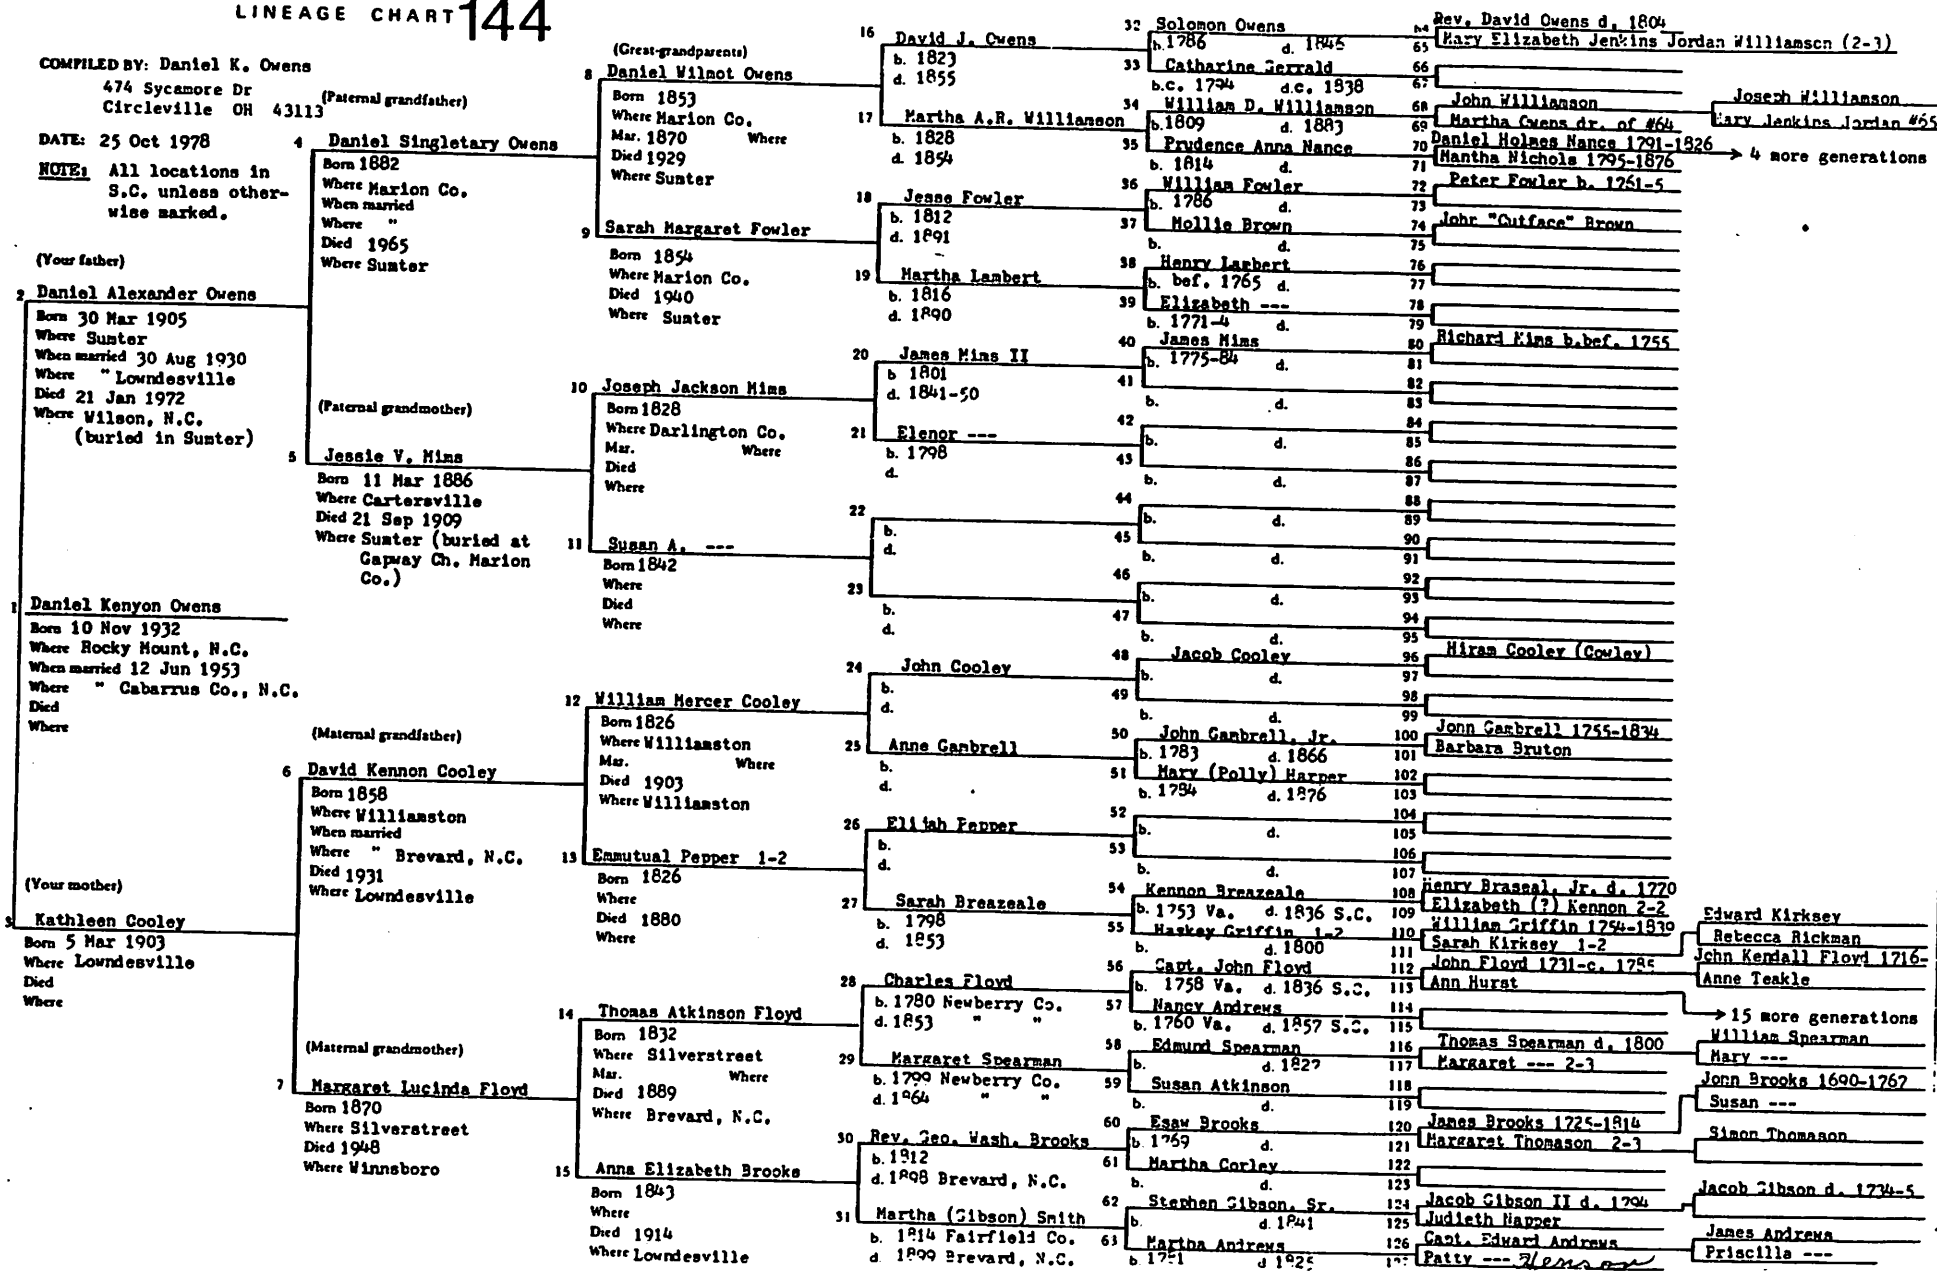 LINEAGE CHART 144
COMPILED BY: Daniel K. Owens
474 Sycamore Dr
Circleville OH 43113
DATE: 25 Oct 1978
NOTE: All locations in
S.C. unless other-
wise marked.
1 Daniel Kenyon Owens
Born 10 Nov 1932
Where Rocky Mount, N.C.
When married 12 Jun 1953
Where " Cabarrus Co., N.C.
Died
Where
(Your father)
2 Daniel Alexander Owens
Born 30 Mar 1905
Where Sumter
When married 30 Aug 1930
Where " Lowndesville
Died 21 Jan 1972
Where Wilson, N.C.
(buried in Sumter)
(Your mother)
3 Kathleen Cooley
Born 5 Mar 1903
Where Lowndesville
Died
Where
(Paternal grandfather)
4 Daniel Singletary Owens
Born 1882
Where Marion Co.
When married
Where "
Died 1965
Where Sumter
(Paternal grandmother)
5 Jessie V. Mims
Born 11 Mar 1886
Where Cartersville
Died 21 Sep 1909
Where Sumter (buried at
Gapway Ch. Marion
Co.)
(Maternal grandfather)
6 David Kennon Cooley
Born 1858
Where Williamston
When married
Where " Brevard, N.C.
Died 1931
Where Lowndesville
(Maternal grandmother)
7 Margaret Lucinda Floyd
Born 1870
Where Silverstreet
Died 1948
Where Winnsboro
(Great-grandparents)
8 Daniel Wilmot Owens
Born 1853
Where Marion Co.
Mar. 1870 Where
Died 1929
Where Sumter
9 Sarah Margaret Fowler
Born 1854
Where Marion Co.
Died 1940
Where Sumter
10 Joseph Jackson Mims
Born 1828
Where Darlington Co.
Mar. Where
Died
Where
11 Susan A. ---
Born 1842
Where
Died
Where
12 William Mercer Cooley
Born 1826
Where Williamston
Mar. Where
Died 1903
Where Williamston
13 Emmutual Pepper 1-2
Born 1826
Where
Died 1880
Where
14 Thomas Atkinson Floyd
Born 1832
Where Silverstreet
Mar. Where
Died 1889
Where Brevard, N.C.
15 Anna Elizabeth Brooks
Born 1843
Where
Died 1914
Where Lowndesville
16 David J. Owens
b. 1823
d. 1855
17 Martha A.R. Williamson
b. 1828
d. 1854
18 Jesse Fowler
b. 1812
d. 1891
19 Martha Lambert
b. 1816
d. 1890
20 James Mims II
b 1801
d. 1841-50
21 Elenor ---
b. 1798
d.
22
b.
d.
23
b.
d.
24 John Cooley
b.
d.
25 Anne Gambrell
b.
d.
26 Elijah Pepper
b.
d.
27 Sarah Breazeale
b. 1798
d. 1853
28 Charles Floyd
b. 1780 Newberry Co.
d. 1853 " "
29 Margaret Spearman
b. 1799 Newberry Co.
d. 1864 " "
30 Rev. Geo. Wash. Brooks
b. 1812
d. 1898 Brevard, N.C.
31 Martha (Gibson) Smith
b. 1814 Fairfield Co.
d 1899 Brevard, N.C.
32 Solomon Owens
b. 1786 d. 1846
33 Catharine Gerrald
b.c. 1794 d.c. 1838
34 William D. Williamson
b. 1809 d. 1883
35 Prudence Anna Nance
b. 1814 d.
36 William Fowler
b. 1786 d.
37 Mollie Brown
b. d.
38 Henry Lambert
b. bef. 1765 d.
39 Elizabeth ---
b. 1771-4 d.
40 James Mims
b. 1775-84 d.
41
b. d.
42
b. d.
43
b. d.
44
b. d.
45
b. d.
46
b. d.
47
b. d.
48 Jacob Cooley
b. d.
49
b. d.
50 John Gambrell, Jr.
b. 1783 d. 1866
51 Mary (Polly) Harper
b. 1784 d. 1876
52
b. d.
53
b. d.
54 Kennon Breazeale
b. 1753 Va. d. 1836 S.C.
55 Haskey Griffin 1-2
b. d. 1800
56 Capt. John Floyd
b. 1758 Va. d. 1836 S.C.
57 Nancy Andrews
b. 1760 Va. d. 1857 S.C.
58 Edmund Spearman
b. d. 1827
59 Susan Atkinson
b. d.
60 Esaw Brooks
b. 1769 d.
61 Martha Corley
b. d.
62 Stephen Gibson, Sr.
b. d. 1841
63 Martha Andrews
b. d 1825
64 Rev. David Owens d. 1804
65 Mary Elizabeth Jenkins Jordan Williamson (2-3)
66
67
68 John Williamson
69 Martha Owens dr. of #64
70 Daniel Holmes Nance 1791-1826
71 Mantha Nichols 1795-1876
→ 4 more generations
72 Peter Fowler b. 1761-5
73
74 John "Cutface" Brown
75
76
77
78
79
80 Richard Mims b.bef. 1755
81
82
83
84
85
86
87
88
89
90
91
92
93
94
95
96 Hiram Cooley (Cowley)
97
98
99
100 John Gambrell 1755-1834
101 Barbara Bruton
102
103
104
105
106
107
108 Henry Braseal, Jr. d. 1770
109 Elizabeth (?) Kennon 2-2
110 William Griffin 1754-1839
111 Sarah Kirksey 1-2
112 John Floyd 1731-c. 1785
113 Ann Hurst
114
115
→ 15 more generations
116 Thomas Spearman d. 1800
117 Margaret --- 2-3
118
119
120 James Brooks 1725-1814
121 Margaret Thomason 2-3
122
123
124 Jacob Gibson II d. 1794
125 Judieth Napper
126 Capt. Edward Andrews
127 Patty --- Henson
Joseph Williamson
Mary Jenkins Jordan #65
Edward Kirksey
Rebecca Rickman
John Kendall Floyd 1716-
Anne Teakle
William Spearman
Mary ---
John Brooks 1690-1767
Susan ---
Simon Thomason
Jacob Gibson d. 1734-5
James Andrews
Priscilla ---